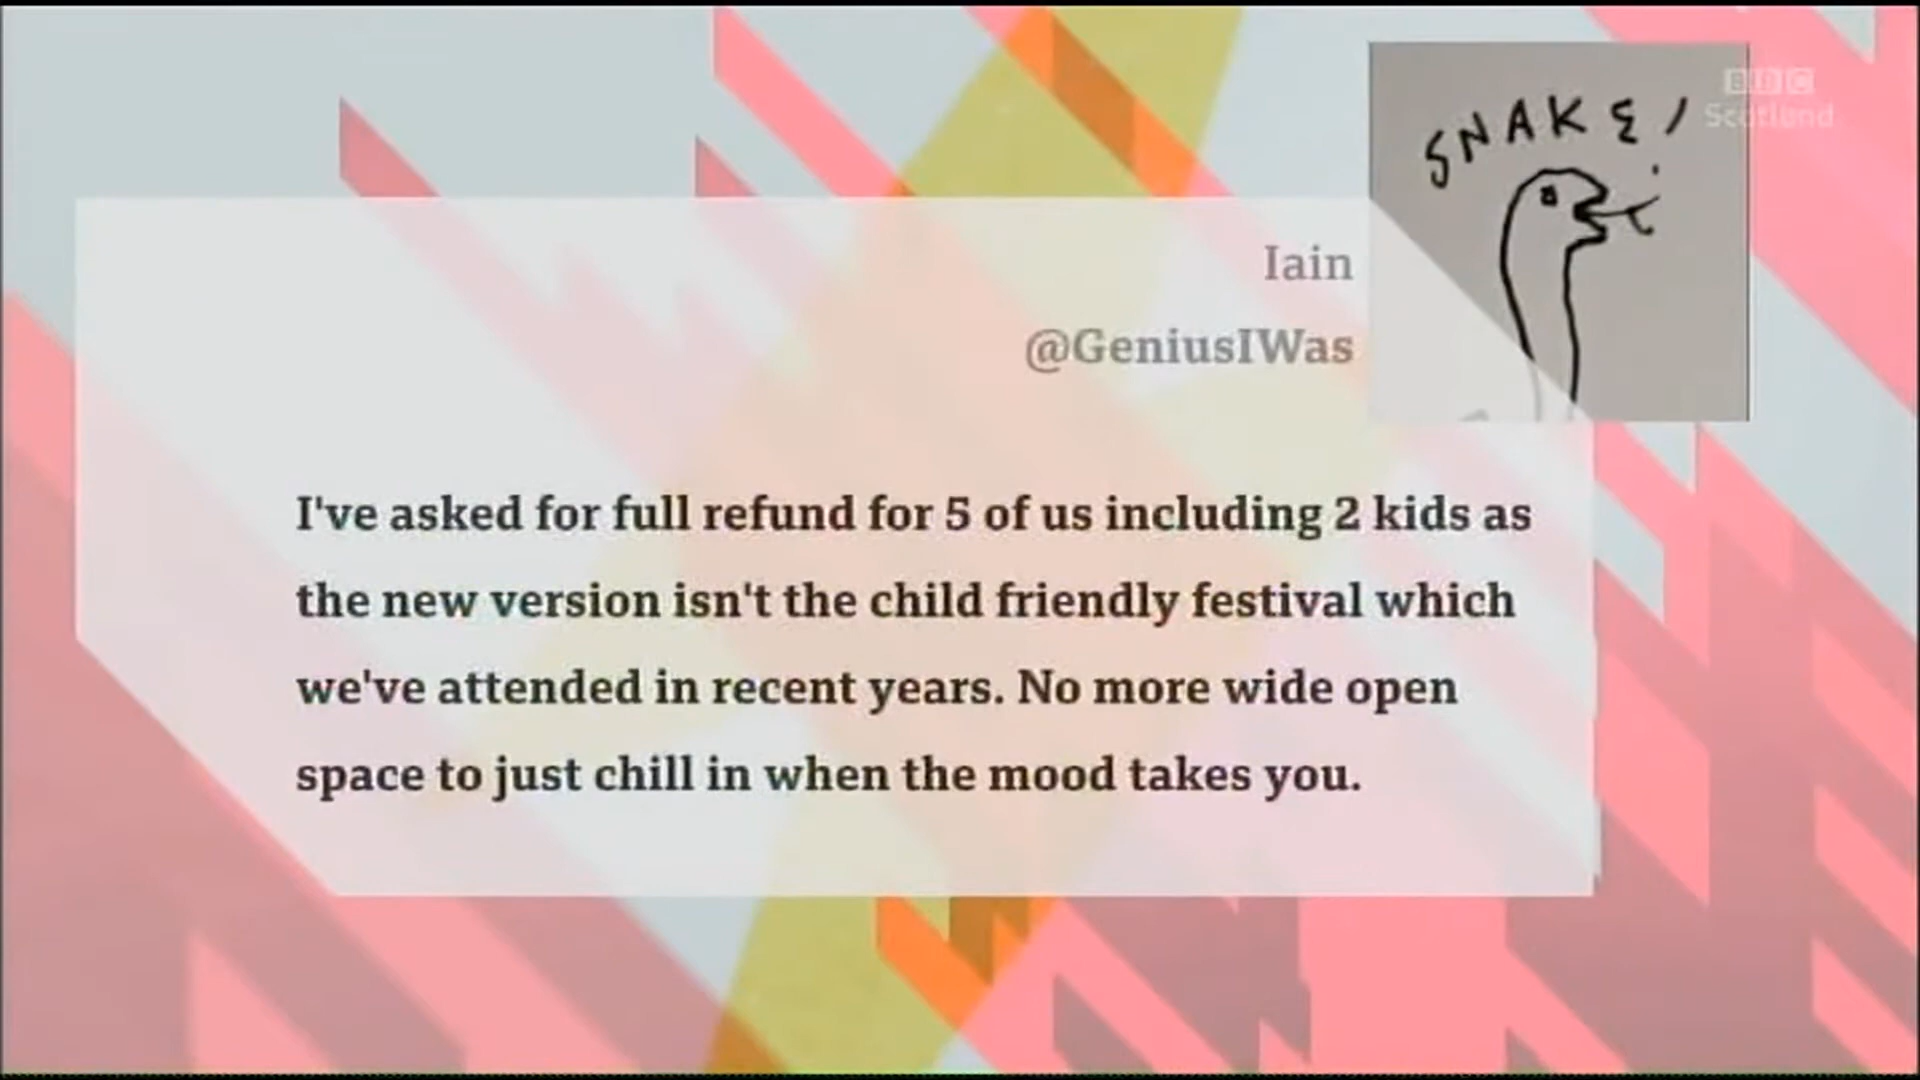 BBC
Scotland
SNAKE!
Iain
@GeniusIWas
I've asked for full refund for 5 of us including 2 kids as
the new version isn't the child friendly festival which
we've attended in recent years. No more wide open
space to just chill in when the mood takes you.